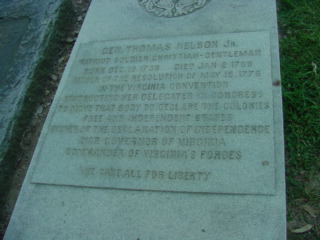 GEN. THOMAS NELSON JR.
PATRIOT SOLDIER CHRISTIAN-GENTLEMAN
BORN DEC. 26 1738 DIED JAN. 2 1789
MOVER OF THE RESOLUTION OF MAY 15, 1776
IN THE VIRGINIA CONVENTION
INSTRUCTING HER DELEGATES IN CONGRESS
TO MOVE THAT BODY TO DECLARE THE COLONIES
FREE AND INDEPENDENT STATES
SIGNER OF THE DECLARATION OF INDEPENDENCE
WAR GOVERNOR OF VIRGINIA
COMMANDER OF VIRGINIA'S FORCES
HE GAVE ALL FOR LIBERTY